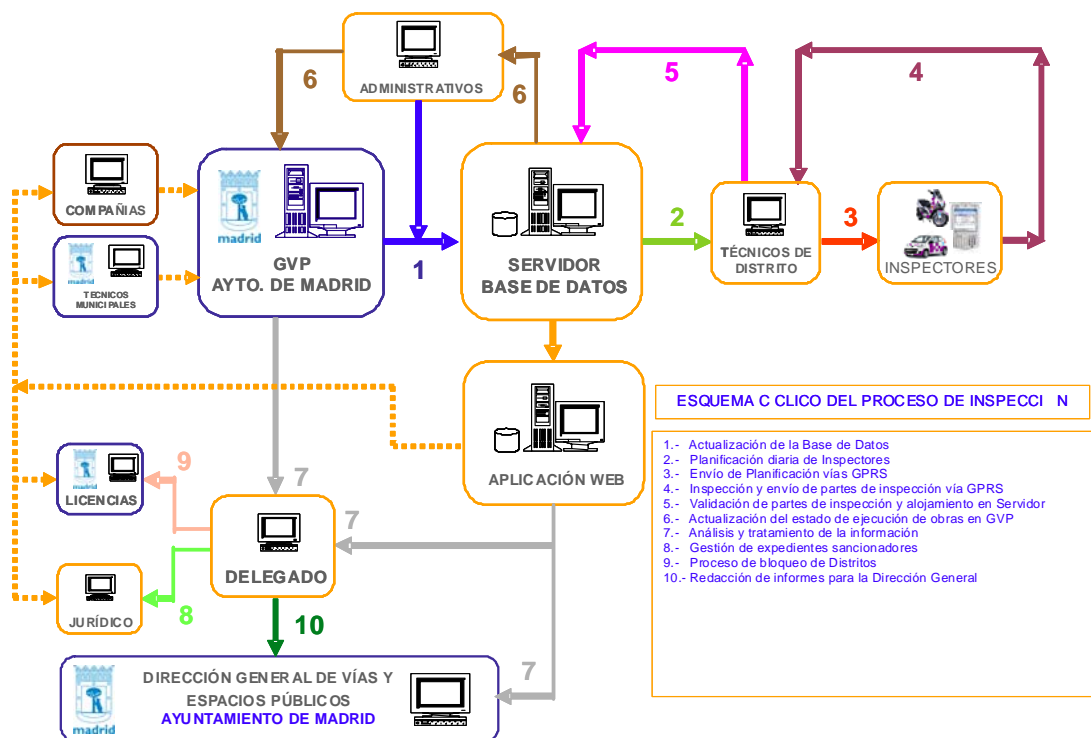 ADMINISTRATIVOS
6
6
5
4
COMPAÑIAS
madrid
GVP
AYTO. DE MADRID
1
SERVIDOR
BASE DE DATOS
2
TÉCNICOS DE
DISTRITO
3
INSPECTORES
madrid
TECNICOS
MUNICIPALES
APLICACIÓN WEB
ESQUEMA C CLICO DEL PROCESO DE INSPECCI N
1.- Actualización de la Base de Datos
2.- Planificación diaria de Inspectores
3.- Envío de Planificación vías GPRS
4.- Inspección y envío de partes de inspección vía GPRS
5.- Validación de partes de inspección y alojamiento en Servidor
6.- Actualización del estado de ejecución de obras en GVP
7.- Análisis y tratamiento de la información
8.- Gestión de expedientes sancionadores
9.- Proceso de bloqueo de Distritos
10.- Redacción de informes para la Dirección General
madrid
LICENCIAS
9
7
7
DELEGADO
JURÍDICO
8
10
7
madrid
DIRECCIÓN GENERAL DE VÍAS Y
ESPACIOS PÚBLICOS
AYUNTAMIENTO DE MADRID